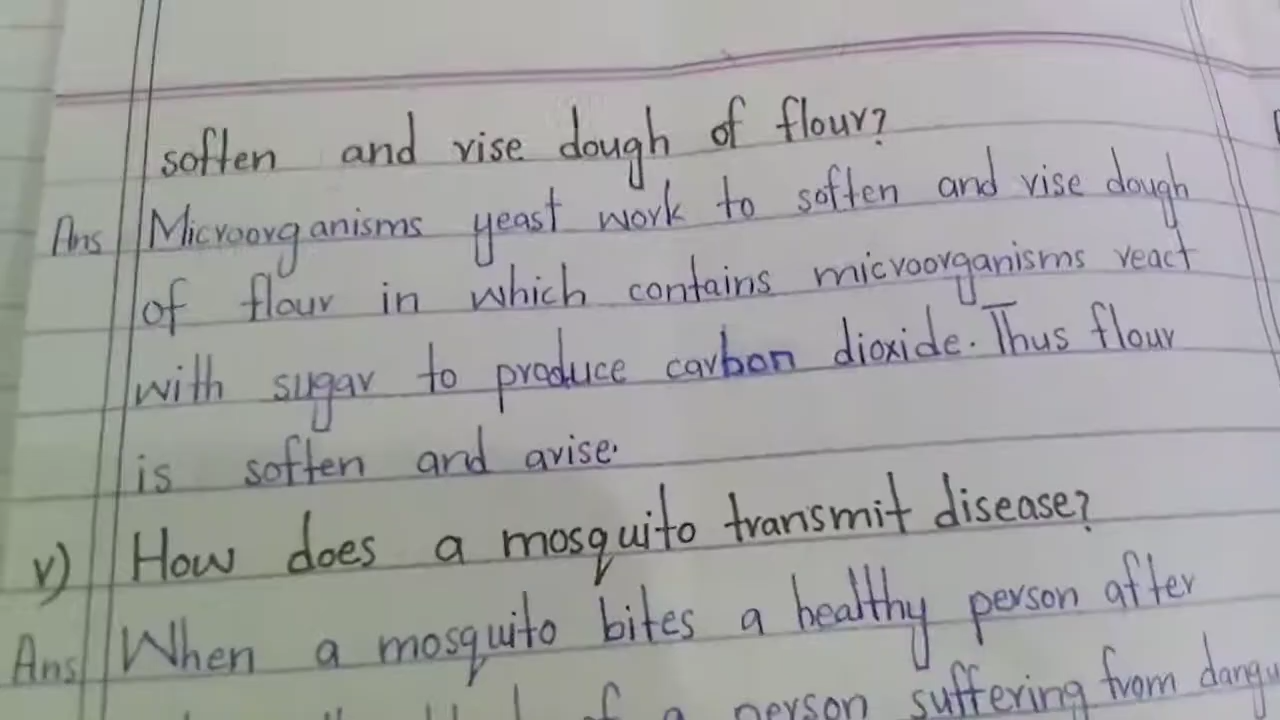 soften and rise dough of flour?
Ans Microorganisms yeast work to soften and rise dough
of flour in which contains microorganisms react
with sugar to produce carbon dioxide. Thus flour
is soften and arise.
v) How does a mosquito transmit disease?
Ans When a mosquito bites a healthy person after
of a person suffering from dangu